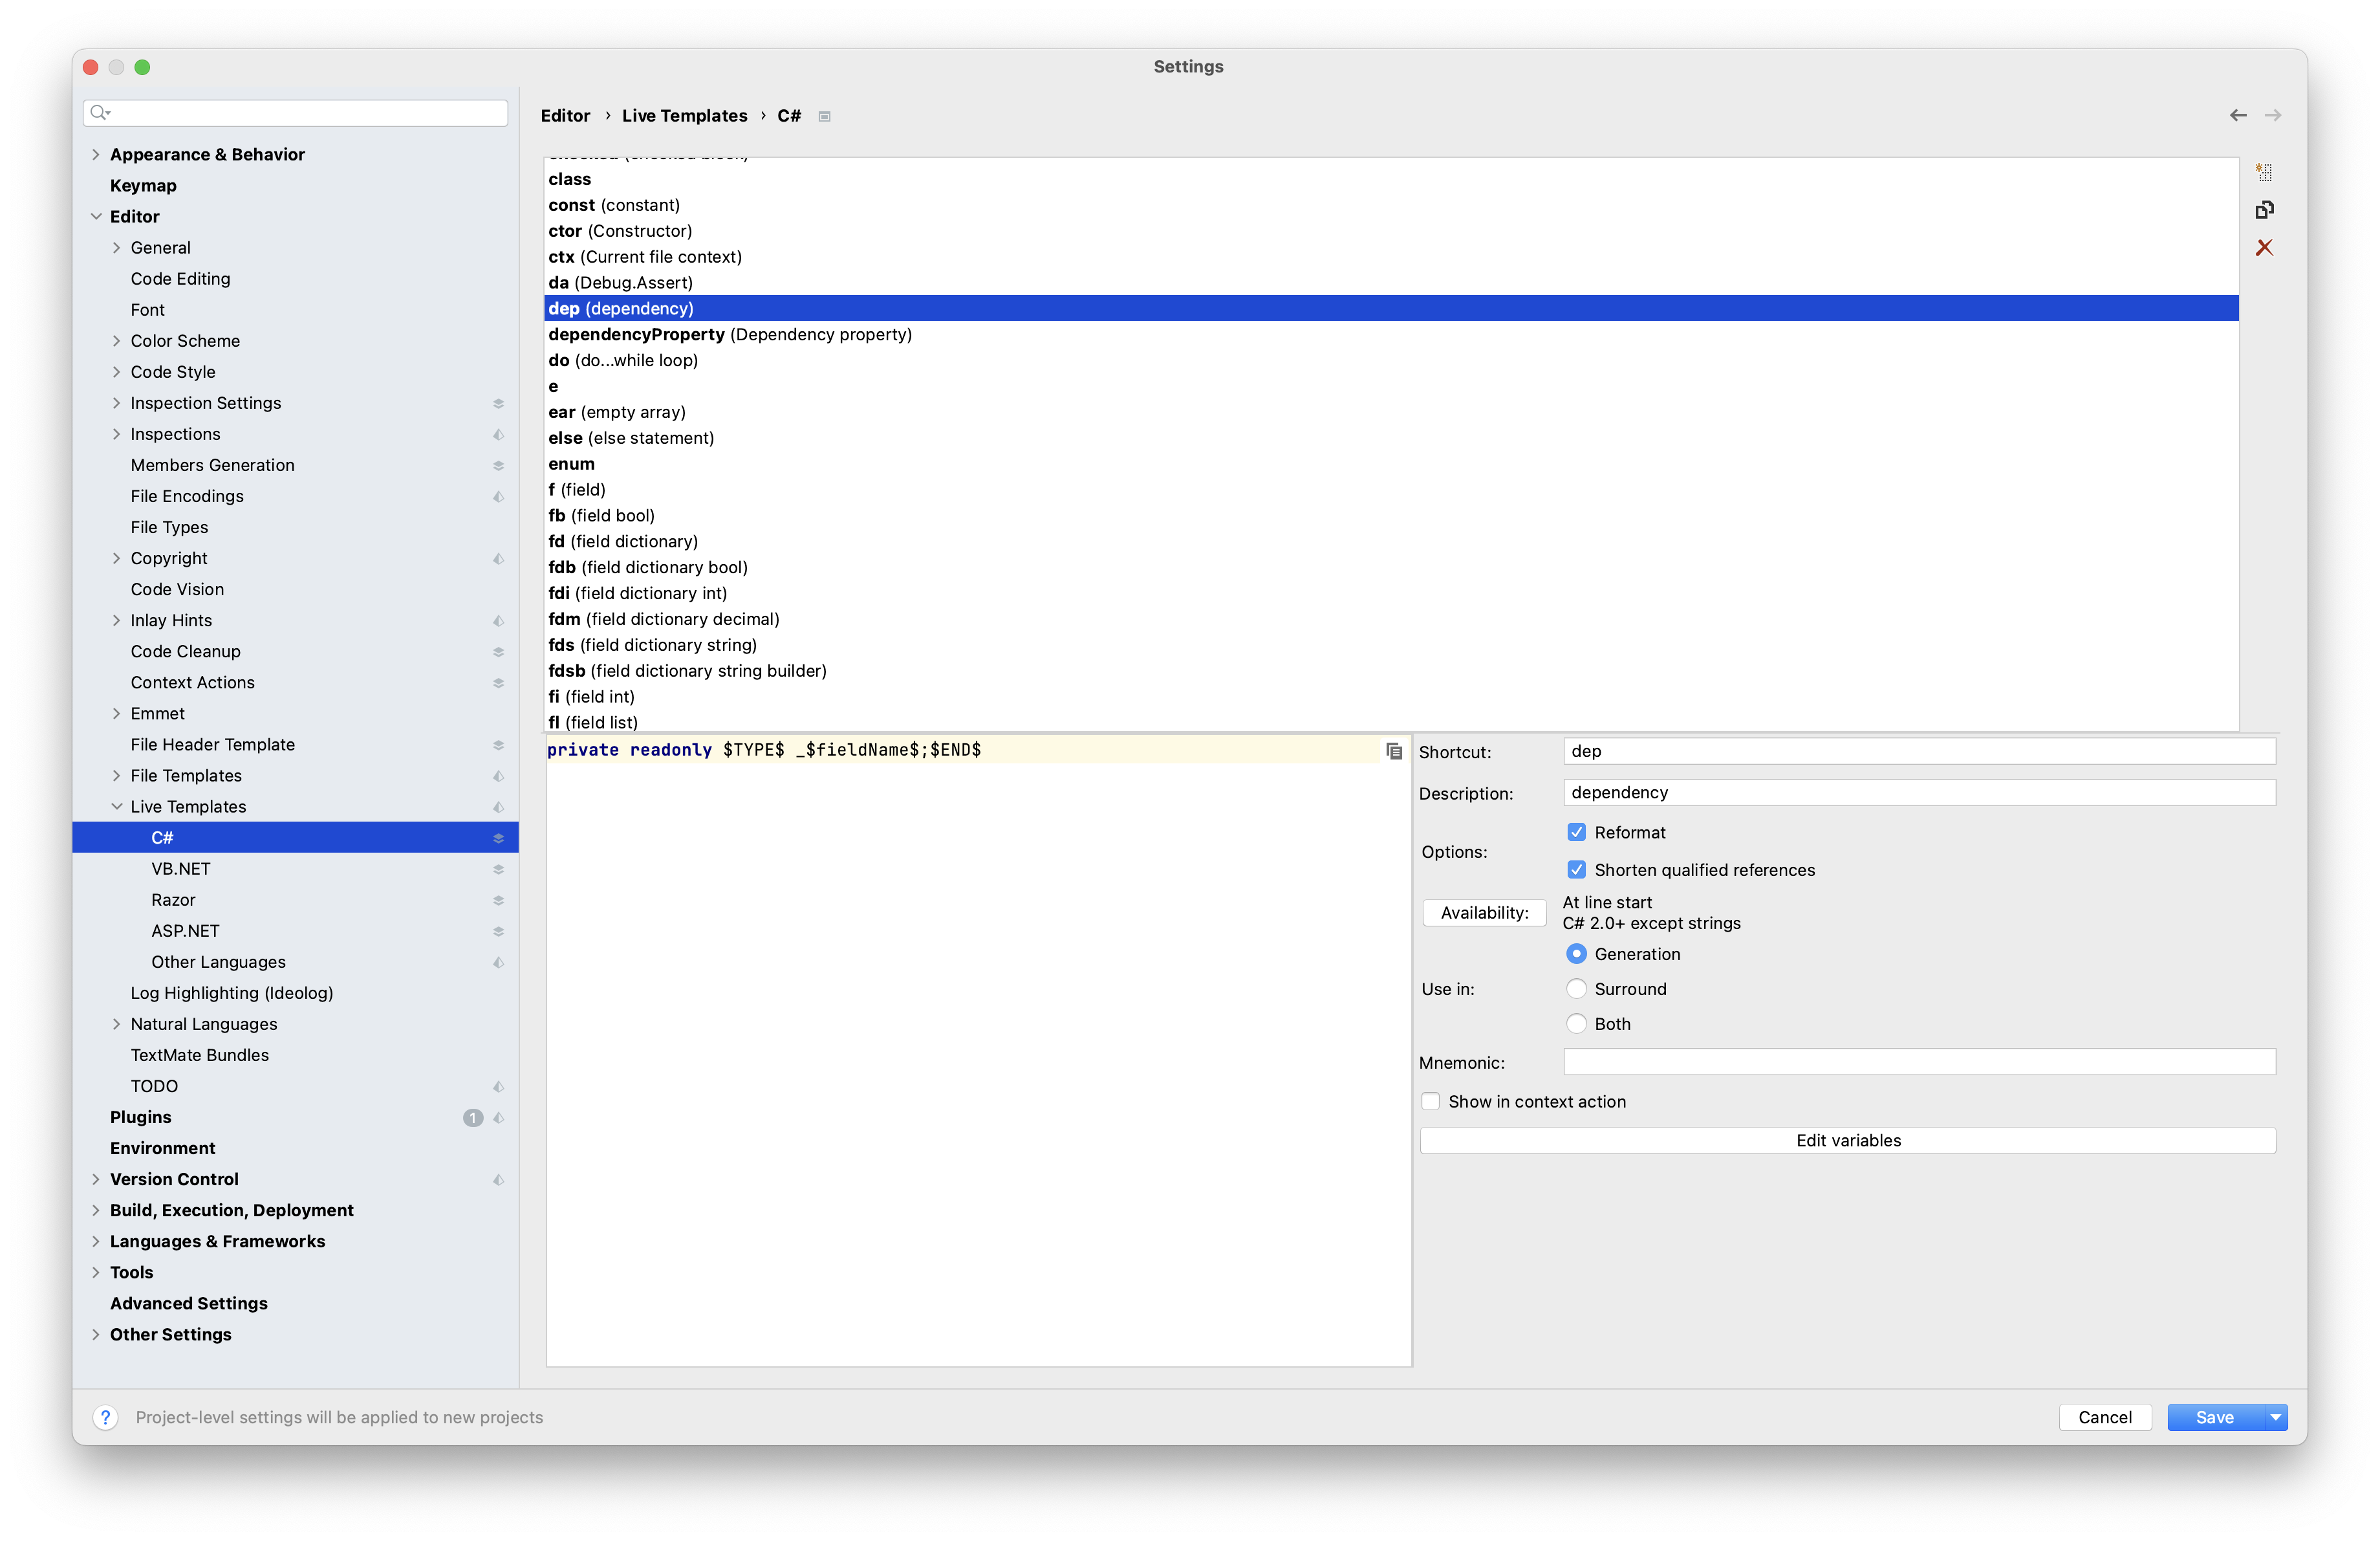 Settings
Appearance & Behavior
Keymap
Editor
General
Code Editing
Font
Color Scheme
Code Style
Inspection Settings
Inspections
Members Generation
File Encodings
File Types
Copyright
Code Vision
Inlay Hints
Code Cleanup
Context Actions
Emmet
File Header Template
File Templates
Live Templates
C#
VB.NET
Razor
ASP.NET
Other Languages
Log Highlighting (Ideolog)
Natural Languages
TextMate Bundles
TODO
Plugins 1
Environment
Version Control
Build, Execution, Deployment
Languages & Frameworks
Tools
Advanced Settings
Other Settings
Editor › Live Templates › C#
checked (checked block)
class
const (constant)
ctor (Constructor)
ctx (Current file context)
da (Debug.Assert)
dep (dependency)
dependencyProperty (Dependency property)
do (do...while loop)
e
ear (empty array)
else (else statement)
enum
f (field)
fb (field bool)
fd (field dictionary)
fdb (field dictionary bool)
fdi (field dictionary int)
fdm (field dictionary decimal)
fds (field dictionary string)
fdsb (field dictionary string builder)
fi (field int)
fl (field list)
private readonly $TYPE$ _$fieldName$;$END$
Shortcut: dep
Description: dependency
Options:
Reformat
Shorten qualified references
Availability:
At line start
C# 2.0+ except strings
Use in:
Generation
Surround
Both
Mnemonic:
Show in context action
Edit variables
? Project-level settings will be applied to new projects
Cancel
Save